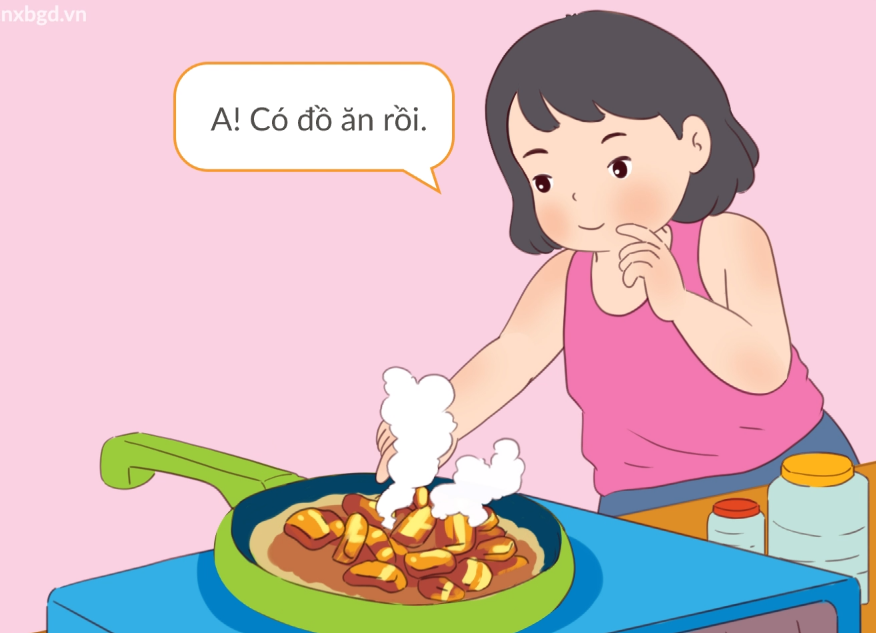 nxbgd.vn
A! Có đồ ăn rồi.